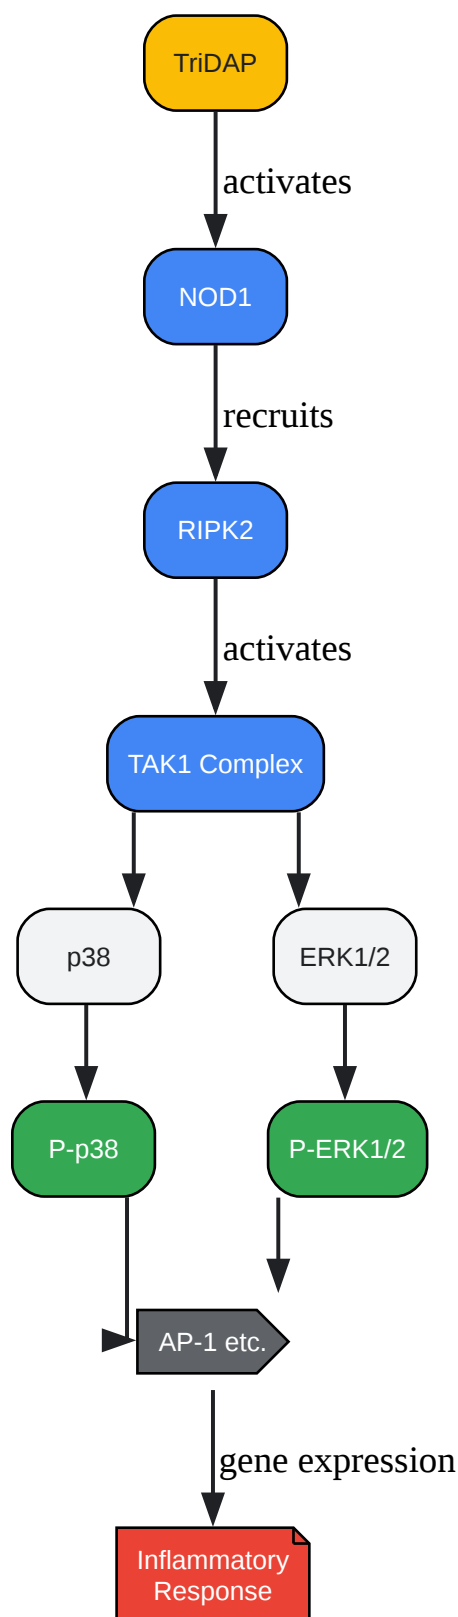 TriDAP
activates
NOD1
recruits
RIPK2
activates
TAK1 Complex
p38
ERK1/2
P-p38
P-ERK1/2
AP-1 etc.
gene expression
Inflammatory
Response